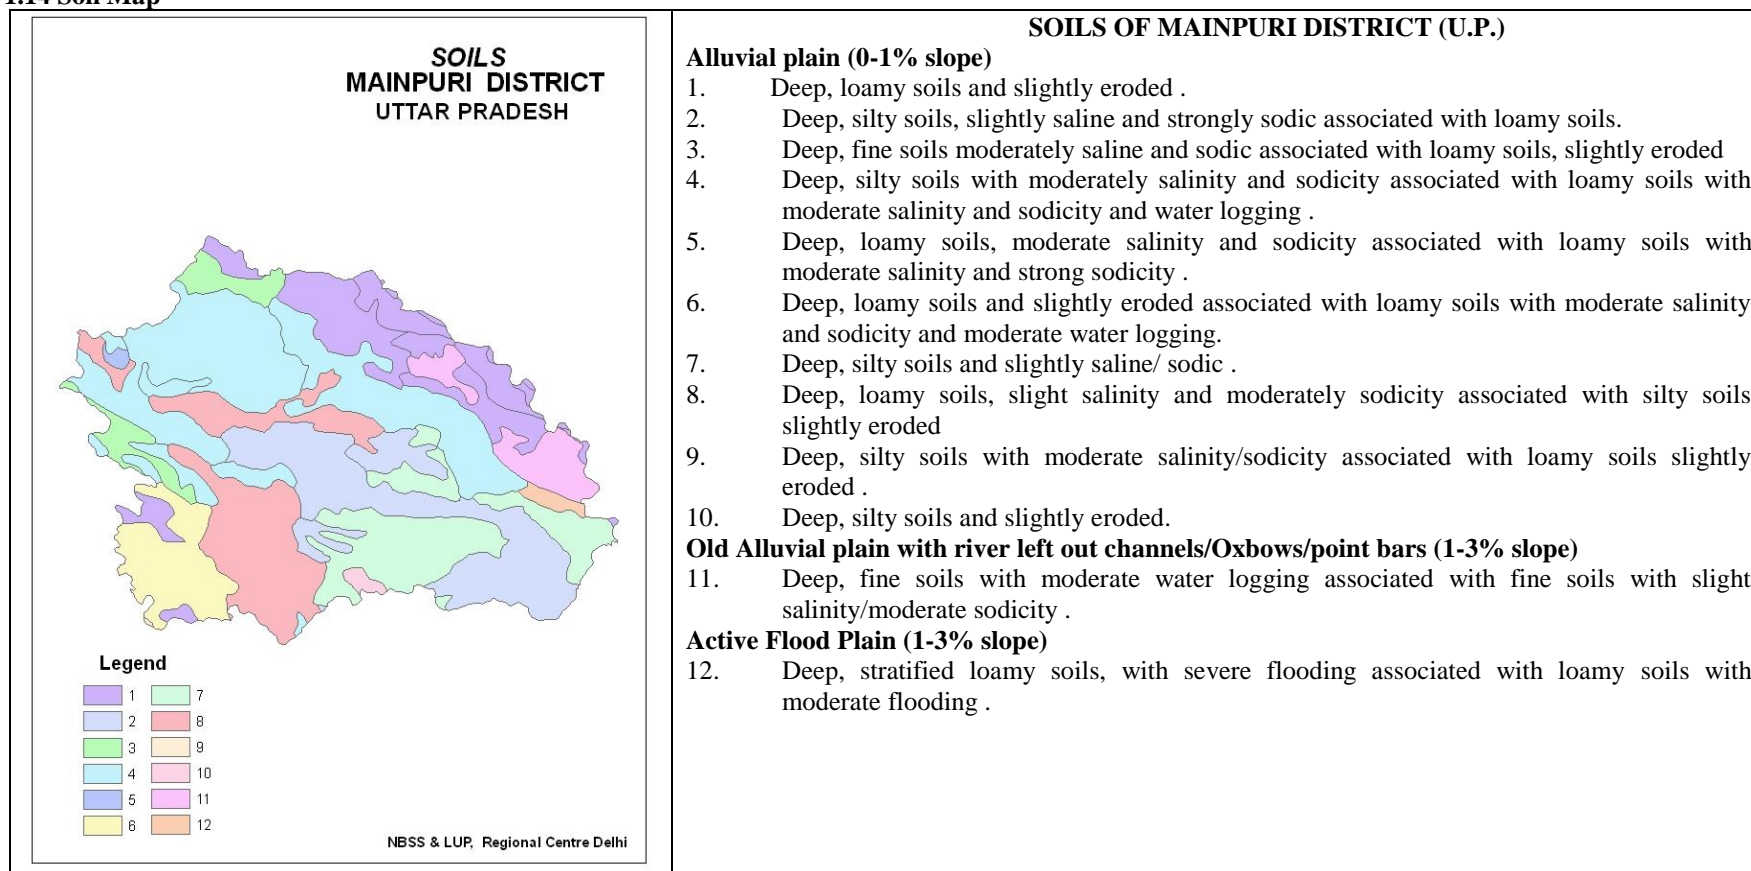 1.14 Soil Map
SOILS
MAINPURI DISTRICT
UTTAR PRADESH
Legend
1
2
3
4
5
6
7
8
9
10
11
12
NBSS & LUP, Regional Centre Delhi
SOILS OF MAINPURI DISTRICT (U.P.)
Alluvial plain (0-1% slope)
1. Deep, loamy soils and slightly eroded .
2. Deep, silty soils, slightly saline and strongly sodic associated with loamy soils.
3. Deep, fine soils moderately saline and sodic associated with loamy soils, slightly eroded
4. Deep, silty soils with moderately salinity and sodicity associated with loamy soils with
moderate salinity and sodicity and water logging .
5. Deep, loamy soils, moderate salinity and sodicity associated with loamy soils with
moderate salinity and strong sodicity .
6. Deep, loamy soils and slightly eroded associated with loamy soils with moderate salinity
and sodicity and moderate water logging.
7. Deep, silty soils and slightly saline/ sodic .
8. Deep, loamy soils, slight salinity and moderately sodicity associated with silty soils
slightly eroded
9. Deep, silty soils with moderate salinity/sodicity associated with loamy soils slightly
eroded .
10. Deep, silty soils and slightly eroded.
Old Alluvial plain with river left out channels/Oxbows/point bars (1-3% slope)
11. Deep, fine soils with moderate water logging associated with fine soils with slight
salinity/moderate sodicity .
Active Flood Plain (1-3% slope)
12. Deep, stratified loamy soils, with severe flooding associated with loamy soils with
moderate flooding .